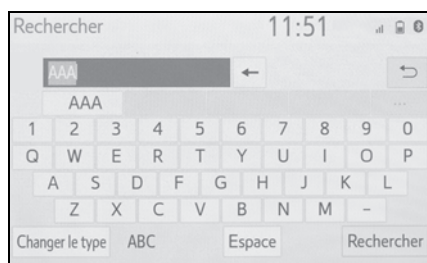 Rechercher 11:51
AAA ←
AAA ...
1 2 3 4 5 6 7 8 9 0
Q W E R T Y U I O P
A S D F G H J K L
Z X C V B N M -
Changer le type ABC Espace Rechercher